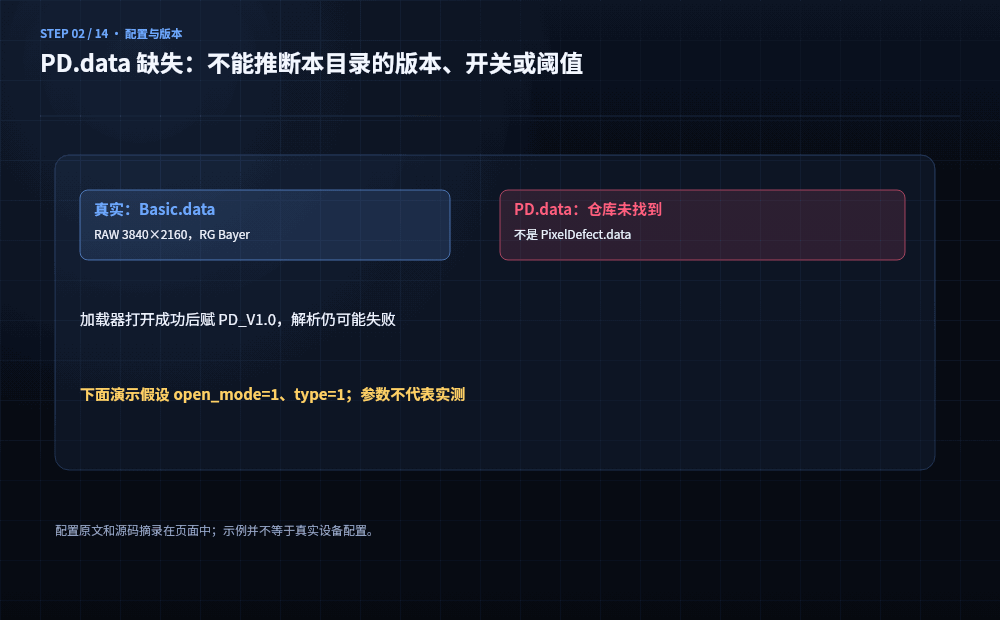 STEP 02 / 14 · 配置与版本
PD.data 缺失：不能推断本目录的版本、开关或阈值
真实：Basic.data
RAW 3840×2160，RG Bayer
PD.data：仓库未找到
不是 PixelDefect.data
加载器打开成功后赋 PD_V1.0，解析仍可能失败
下面演示假设 open_mode=1、type=1；参数不代表实测
配置原文和源码摘录在页面中；示例并不等于真实设备配置。